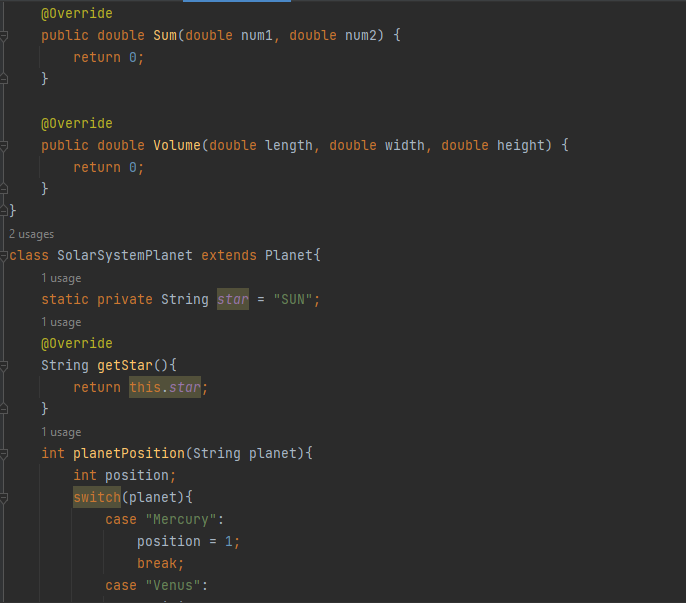 @Override
public double Sum(double num1, double num2) {
return 0;
}
@Override
public double Volume(double length, double width, double height) {
return 0;
}
}
2 usages
class SolarSystemPlanet extends Planet{
1 usage
static private String star = "SUN";
1 usage
@Override
String getStar(){
return this.star;
}
1 usage
int planetPosition(String planet){
int position;
switch(planet){
case "Mercury":
position = 1;
break;
case "Venus":